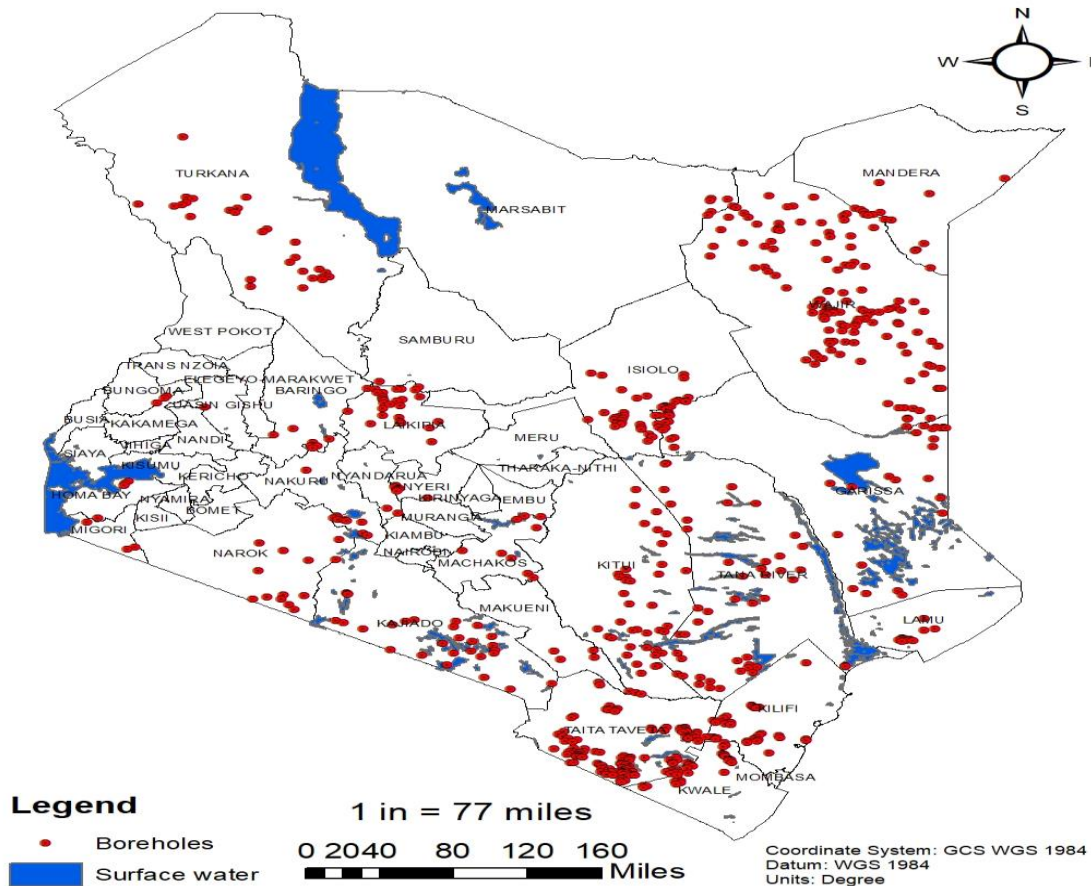 N
W
S
MANDERA
TURKANA
MARSABIT
WAJIR
WEST POKOT
SAMBURU
TRANS NZOIA
ISIOLO
ELEGEYO-MARAKWET
BUNGOMA
BARINGO
UASIN GISHU
BUSIA
KAKAMEGA
LAIKIPIA
NANDI
MERU
VIHIGA
SIAYA
KISUMU
THARAKA-NITHI
KERICHO
NAKURU
NYANDARUA
NYERI
GARISSA
HOMA BAY
NYAMIRA
KIRINYAGA
EMBU
BOMET
MURANGA
KISII
MIGORI
KIAMBU
NAROK
NAIROBI
MACHAKOS
KITUI
TANA RIVER
MAKUENI
LAMU
KAJIADO
KILIFI
TAITA TAVETA
MOMBASA
KWALE
Legend
Boreholes
Surface water
1 in = 77 miles
0 20 40 80 120 160
Miles
Coordinate System: GCS WGS 1984
Datum: WGS 1984
Units: Degree